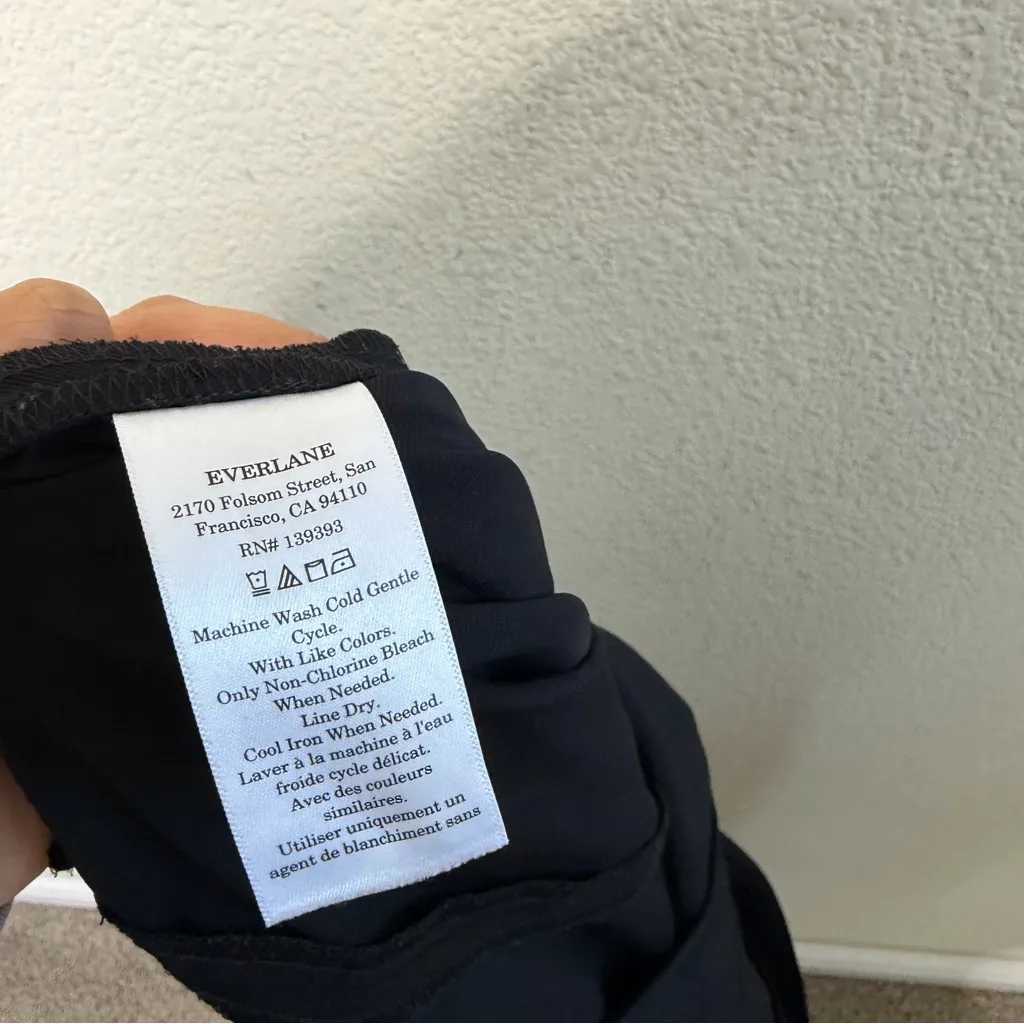 EVERLANE
2170 Folsom Street, San
Francisco, CA 94110
RN# 139393
Machine Wash Cold Gentle
Cycle.
With Like Colors.
Only Non-Chlorine Bleach
When Needed.
Line Dry.
Cool Iron When Needed.
Laver à la machine à l'eau
froide cycle délicat.
Avec des couleurs
similaires.
Utiliser uniquement un
agent de blanchiment sans